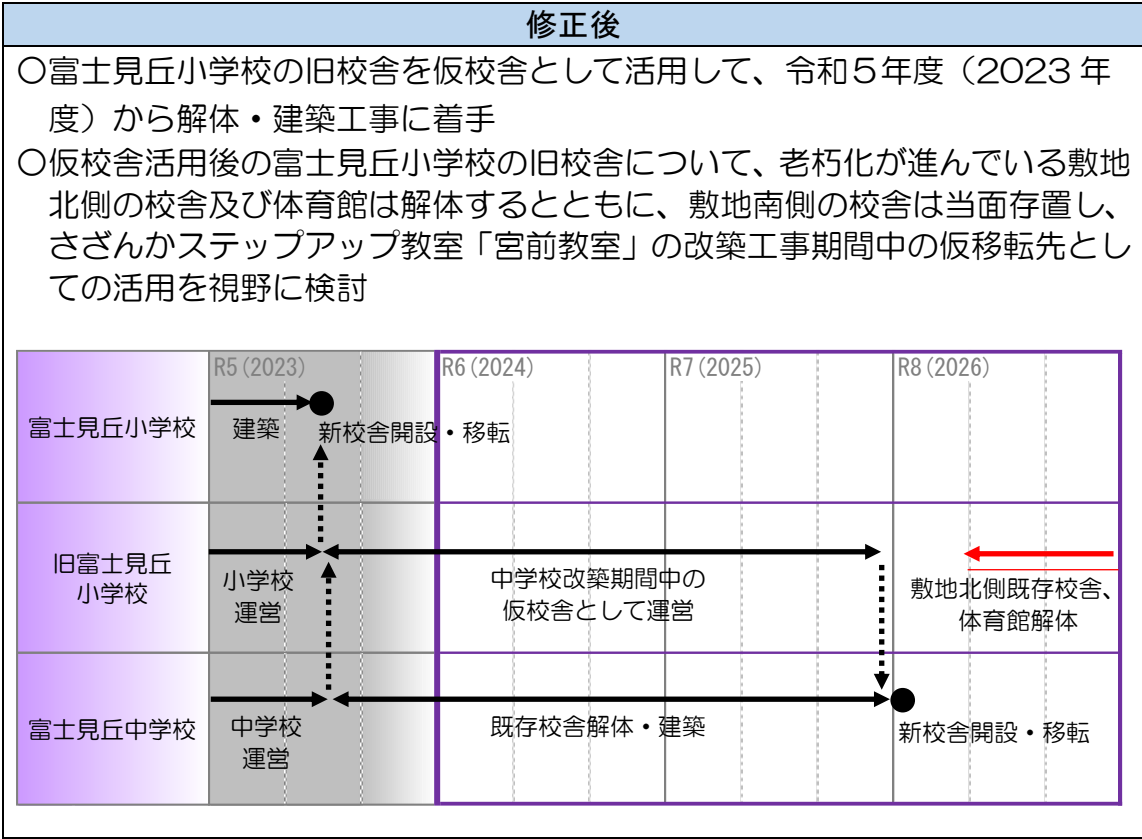 修正後
〇富士見丘小学校の旧校舎を仮校舎として活用して、令和5年度（2023 年
度）から解体・建築工事に着手
〇仮校舎活用後の富士見丘小学校の旧校舎について、老朽化が進んでいる敷地
北側の校舎及び体育館は解体するとともに、敷地南側の校舎は当面存置し、
さざんかステップアップ教室「宮前教室」の改築工事期間中の仮移転先とし
ての活用を視野に検討
R5(2023)
R6(2024)
R7(2025)
R8(2026)
富士見丘小学校
建築
新校舎開設・移転
旧富士見丘
小学校
小学校
運営
中学校改築期間中の
仮校舎として運営
敷地北側既存校舎、
体育館解体
富士見丘中学校
中学校
運営
既存校舎解体・建築
新校舎開設・移転